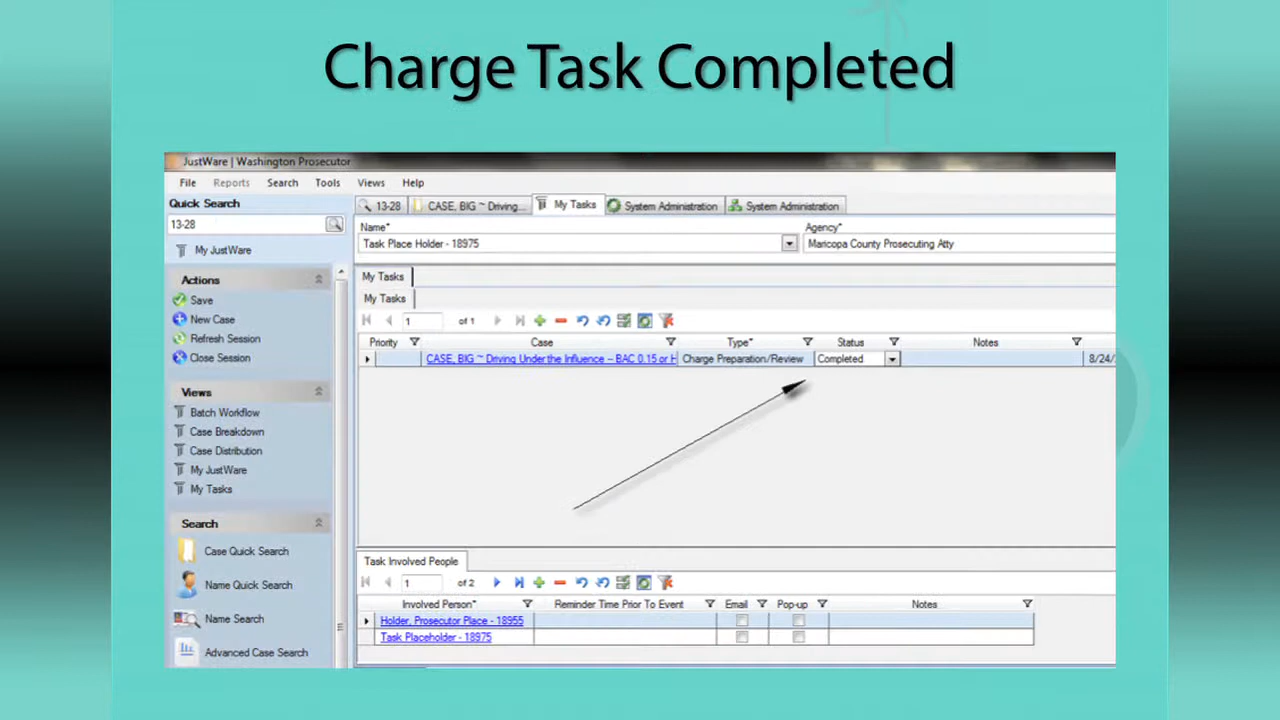 Charge Task Completed
JustWare | Washington Prosecutor
File Reports Search Tools Views Help
Quick Search
13-28
My JustWare
Actions
Save
New Case
Refresh Session
Close Session
Views
Batch Workflow
Case Breakdown
Case Distribution
My JustWare
My Tasks
Search
Case Quick Search
Name Quick Search
Name Search
Advanced Case Search
13-28 CASE, BIG ~ Driving... My Tasks System Administration System Administration
Name* Agency*
Task Place Holder - 18975 Maricopa County Prosecuting Atty
My Tasks
My Tasks
1 of 1
Priority Case Type* Status Notes
CASE, BIG ~ Driving Under the Influence -- BAC 0.15 or H Charge Preparation/Review Completed 8/24/
Task Involved People
1 of 2
Involved Person* Reminder Time Prior To Event Email Pop-up Notes
Holder, Prosecutor Place - 18955
Task Placeholder - 18975